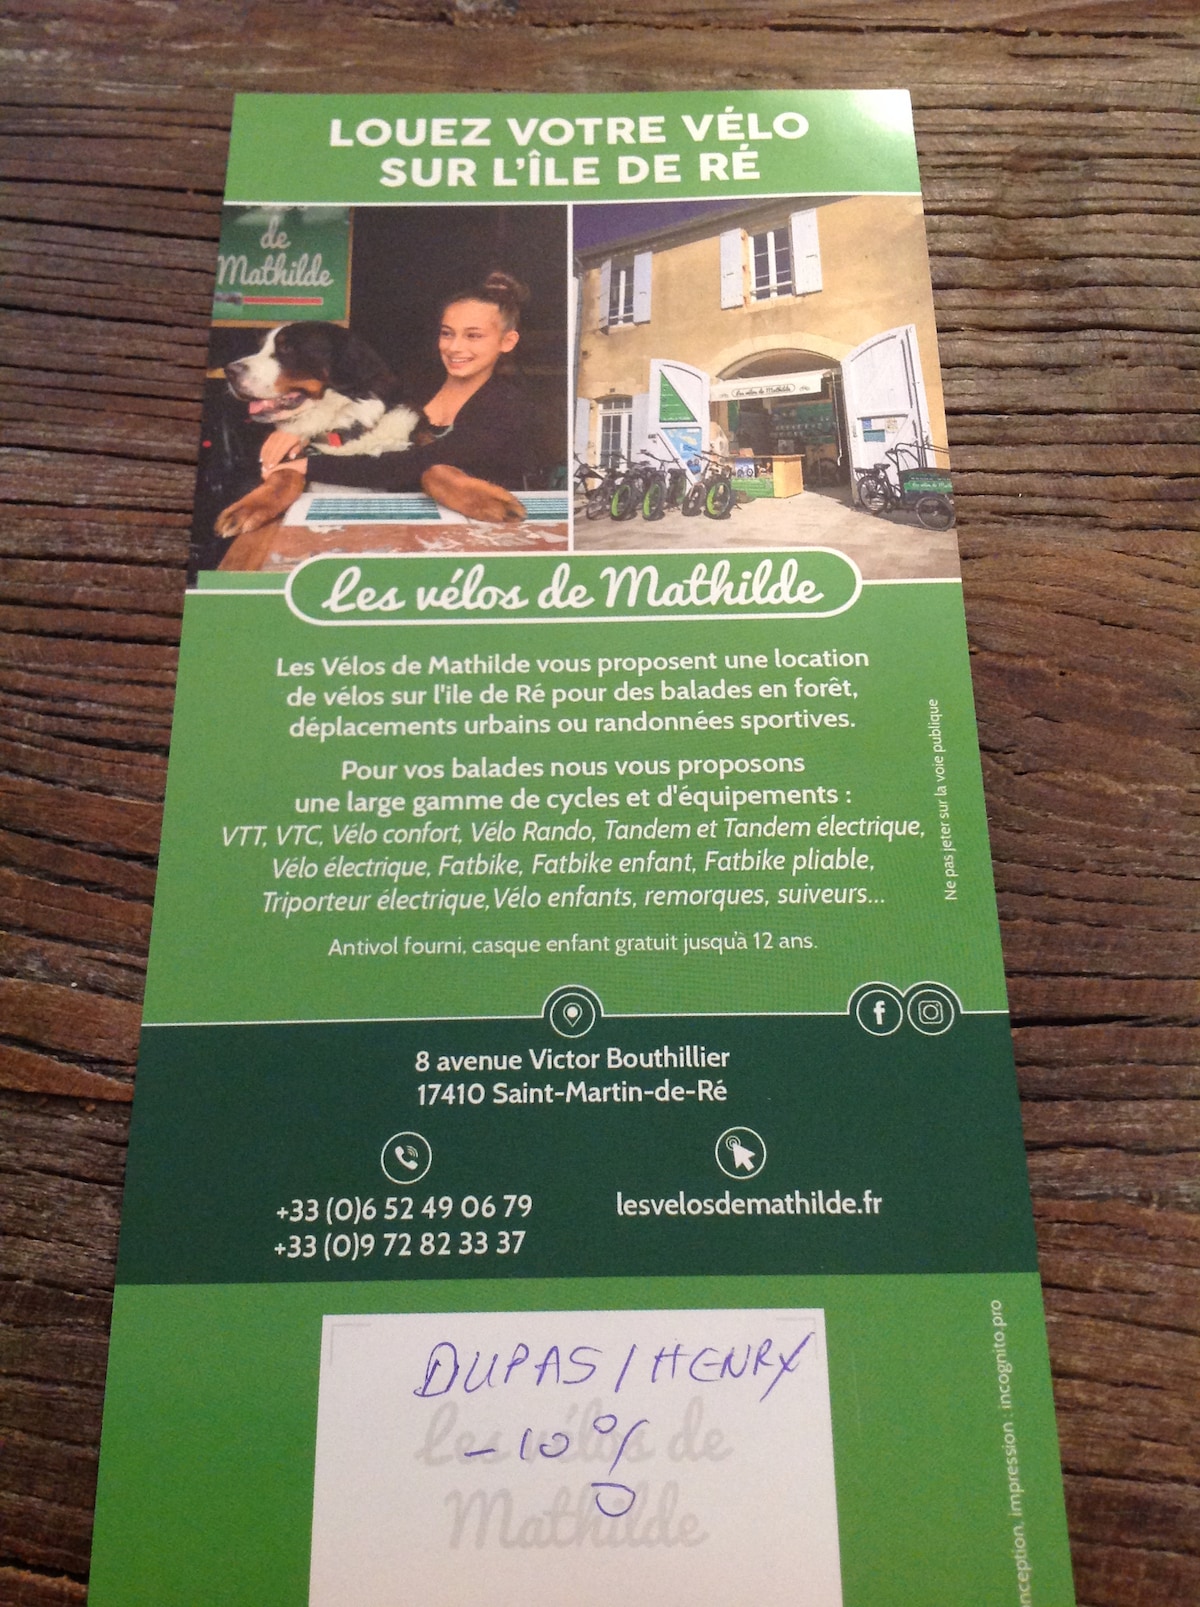 LOUEZ VOTRE VÉLO
SUR L'ÎLE DE RÉ
de
Mathilde
Les vélos de Mathilde
Les vélos de Mathilde
Les Vélos de Mathilde vous proposent une location
de vélos sur l'ile de Ré pour des balades en forêt,
déplacements urbains ou randonnées sportives.
Pour vos balades nous vous proposons
une large gamme de cycles et d'équipements :
VTT, VTC, Vélo confort, Vélo Rando, Tandem et Tandem électrique,
Vélo électrique, Fatbike, Fatbike enfant, Fatbike pliable,
Triporteur électrique, Vélo enfants, remorques, suiveurs...
Antivol fourni, casque enfant gratuit jusqu'à 12 ans.
Ne pas jeter sur la voie publique
8 avenue Victor Bouthillier
17410 Saint-Martin-de-Ré
+33 (0)6 52 49 06 79
+33 (0)9 72 82 33 37
lesvelosdemathilde.fr
DUPAS / HENRY
- 10%
Les vélos de
Mathilde
nception, impression : incognito.pro